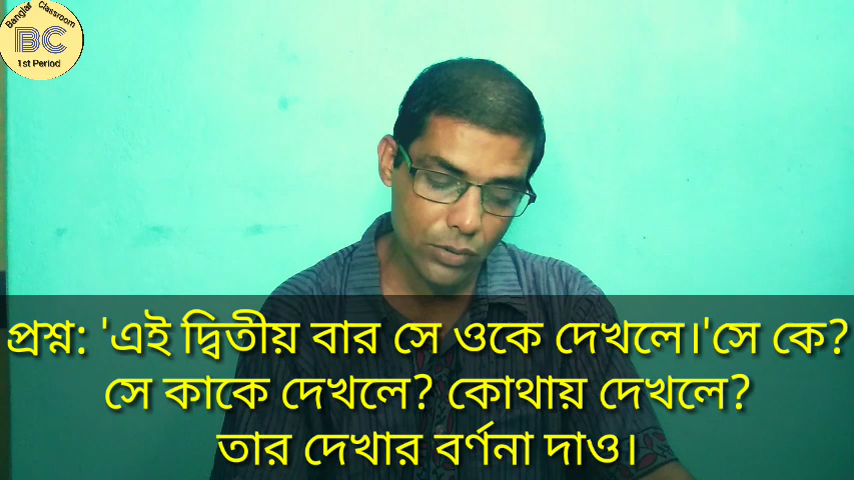 Banglar Classroom
BC
1st Period
প্রশ্ন: 'এই দ্বিতীয় বার সে ওকে দেখলে।'সে কে?
সে কাকে দেখলে? কোথায় দেখলে?
তার দেখার বর্ণনা দাও।